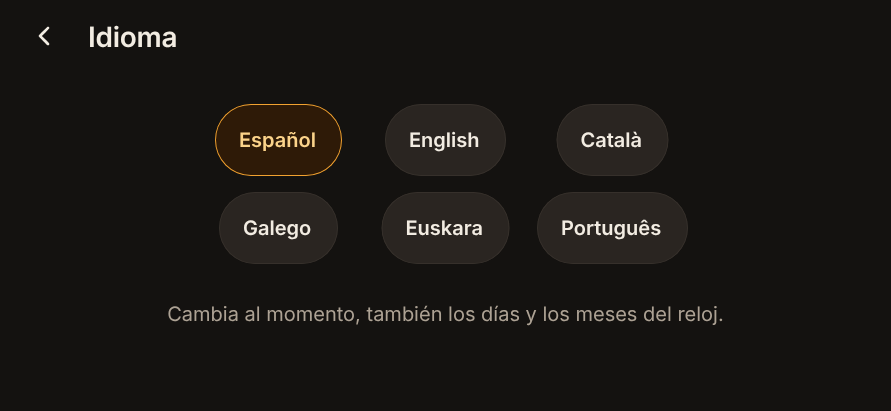 Idioma
Español English Català
Galego Euskara Português
Cambia al momento, también los días y los meses del reloj.